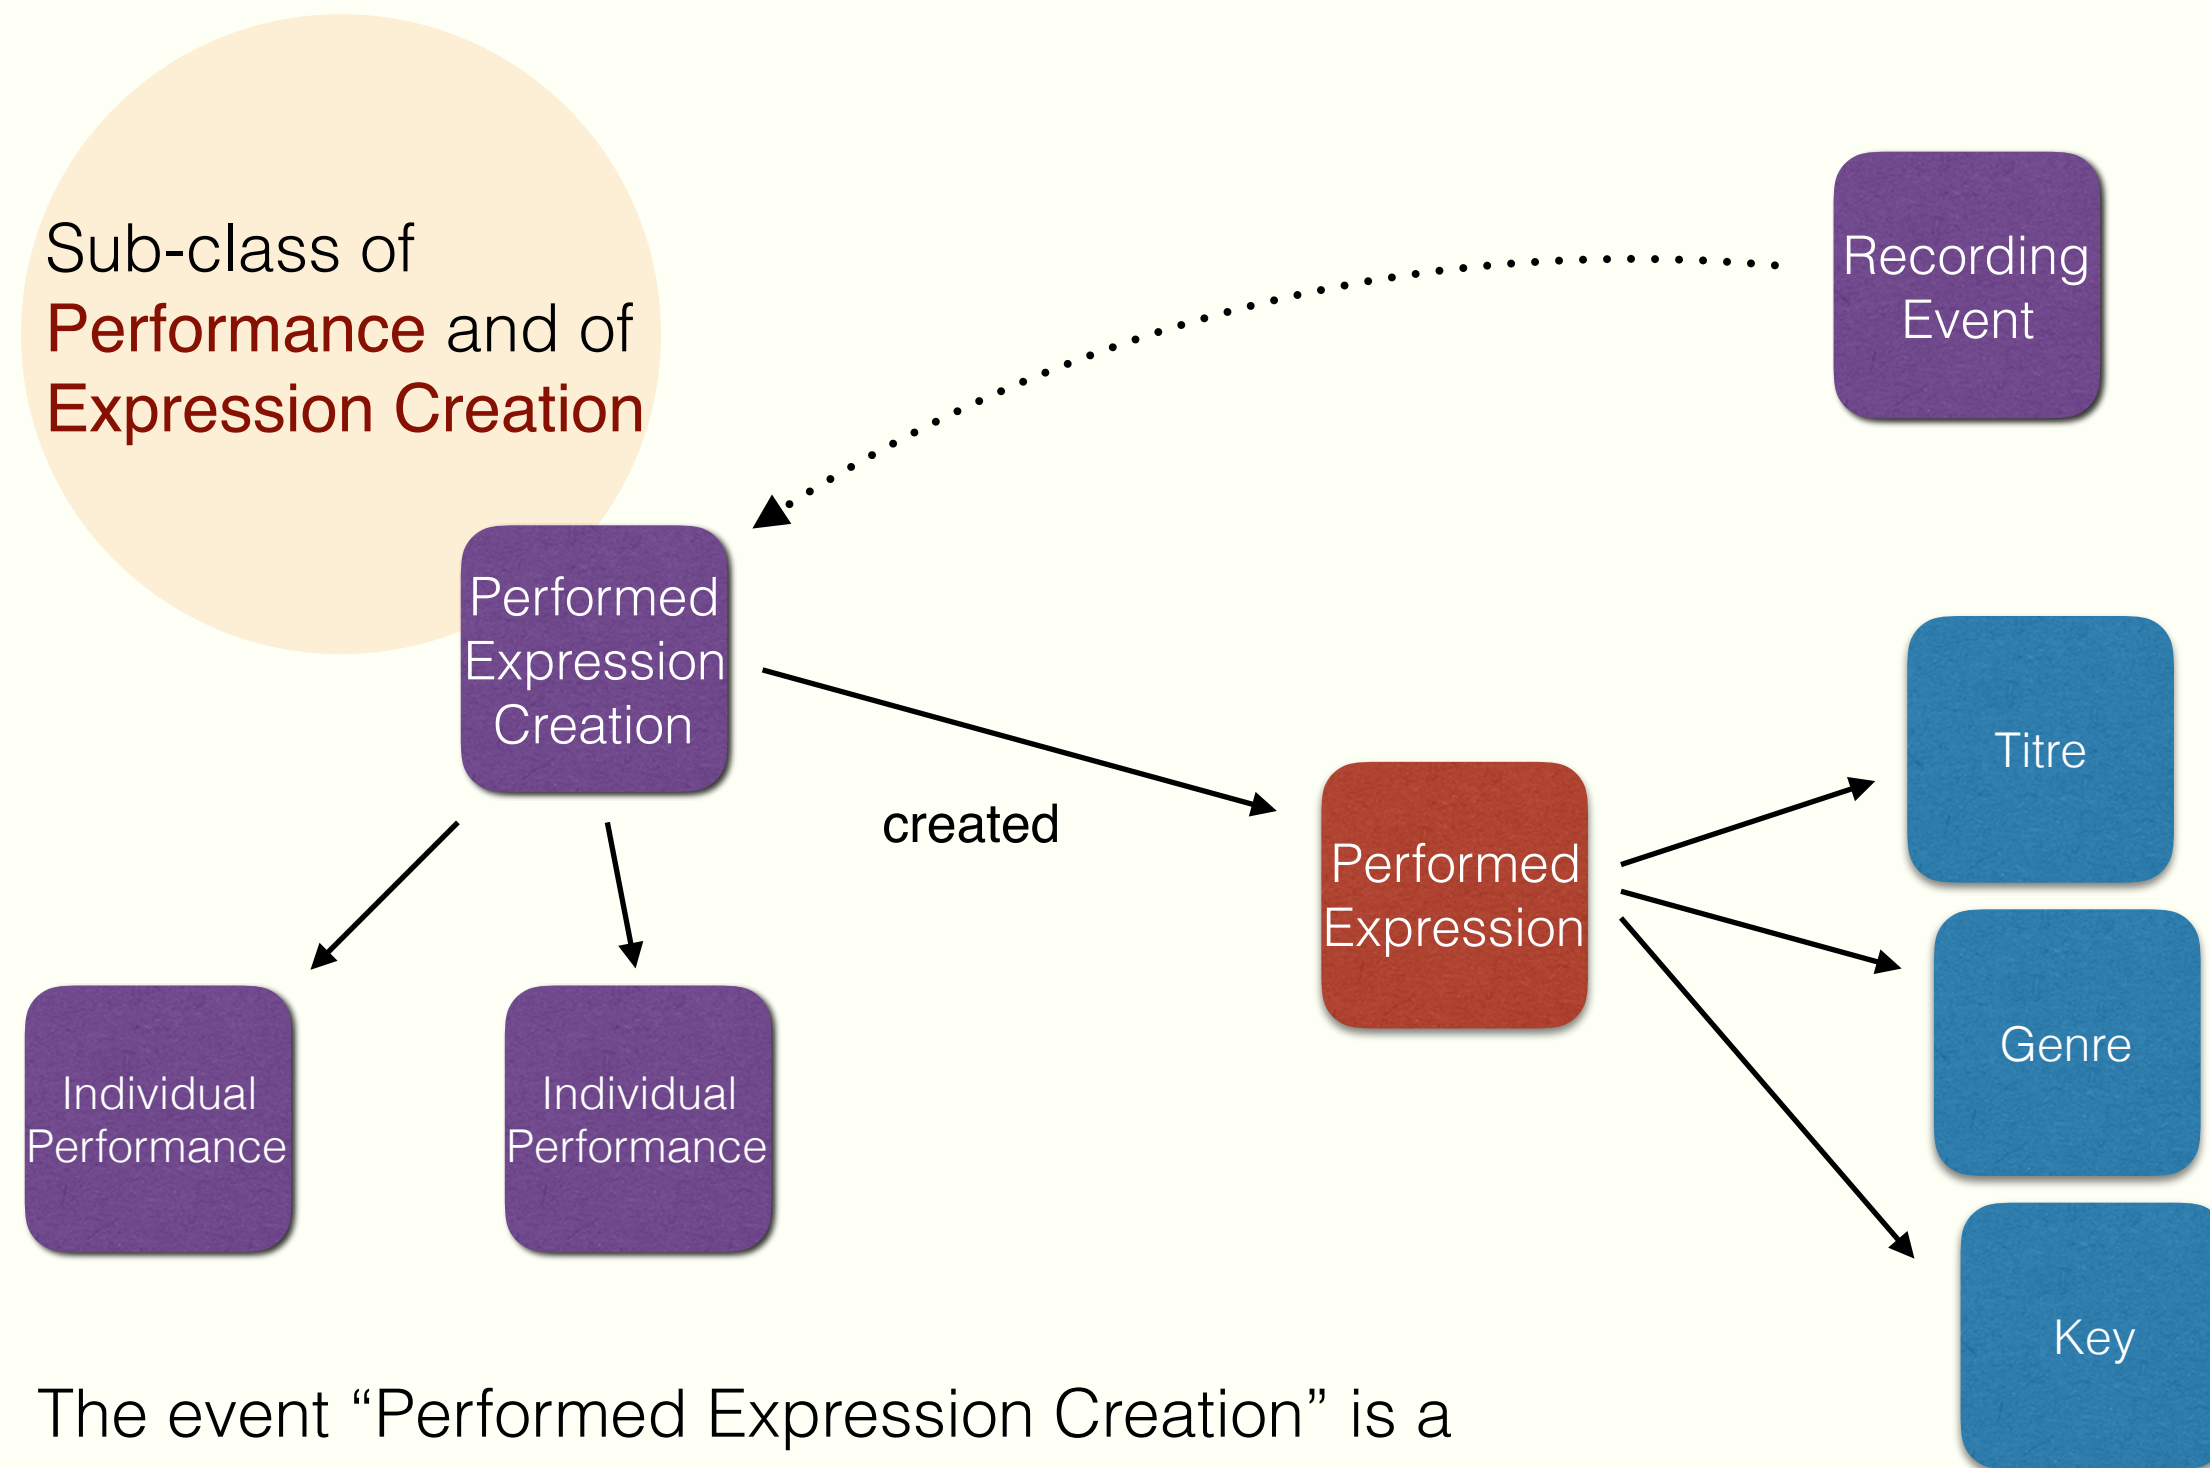 Sub-class of
Performance and of
Expression Creation
Recording
Event
Performed
Expression
Creation
created
Performed
Expression
Titre
Genre
Key
Individual
Performance
Individual
Performance
The event “Performed Expression Creation” is a